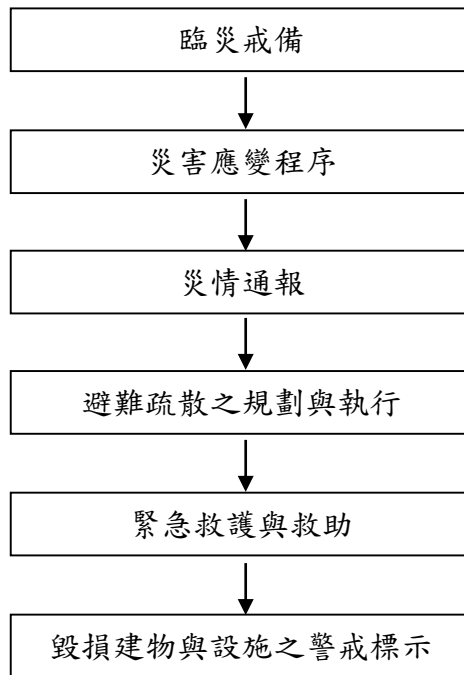 臨災戒備
災害應變程序
災情通報
避難疏散之規劃與執行
緊急救護與救助
毀損建物與設施之警戒標示